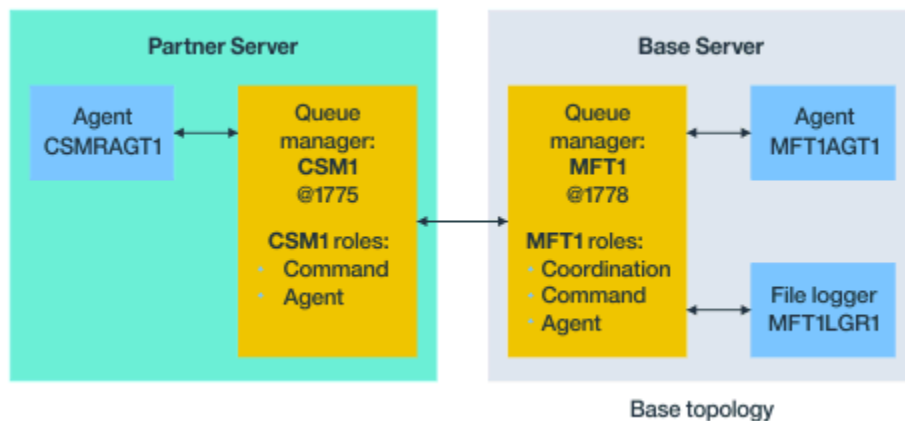 Partner Server
Agent
CSMRAGT1
Queue
manager:
CSM1
@1775
CSM1 roles:
• Command
• Agent
Base Server
Queue
manager:
MFT1
@1778
MFT1 roles:
• Coordination
• Command
• Agent
Agent
MFT1AGT1
File logger
MFT1LGR1
Base topology